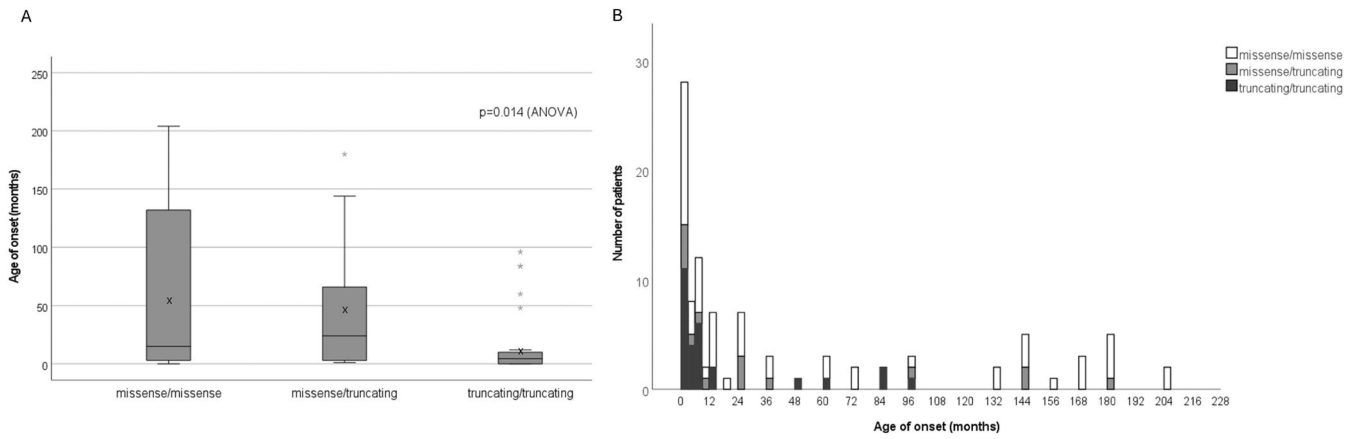 A
250
200
150
100
50
0
Age of onset (months)
p=0.014 (ANOVA)
*
*
*
*
*
x
x
x
missense/missense
missense/truncating
truncating/truncating
B
30
20
10
0
Number of patients
missense/missense
missense/truncating
truncating/truncating
0 12 24 36 48 60 72 84 96 108 120 132 144 156 168 180 192 204 216 228
Age of onset (months)